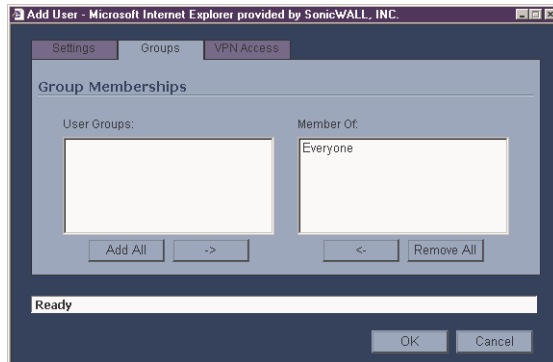 Add User - Microsoft Internet Explorer provided by SonicWALL, INC.
Settings Groups VPN Access
Group Memberships
User Groups: Member Of:
Everyone
Add All -> <- Remove All
Ready
OK Cancel